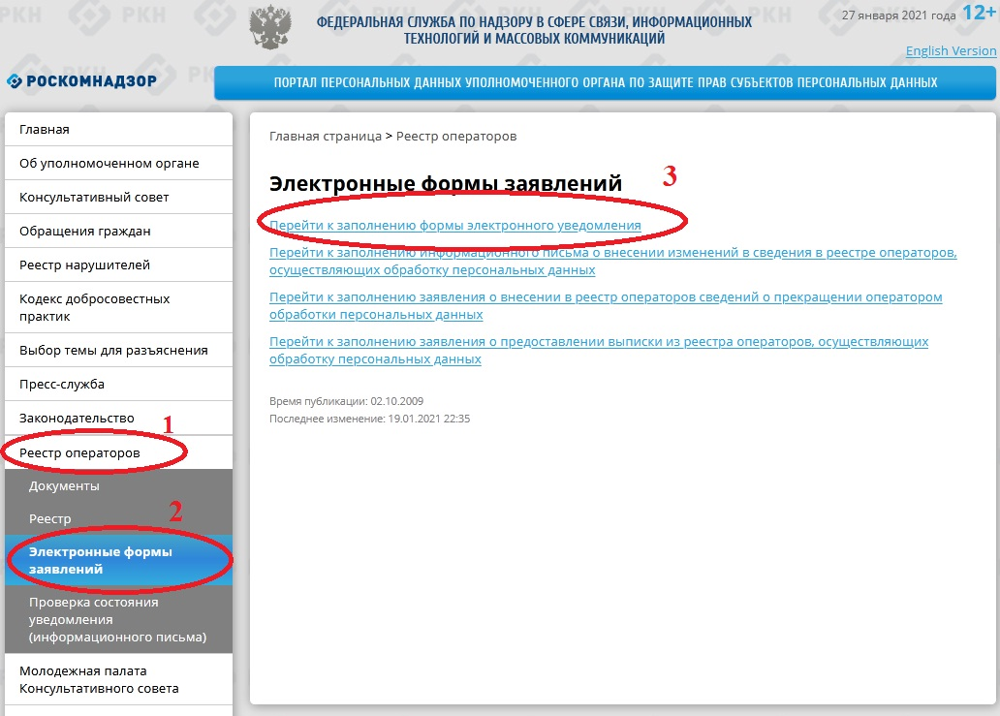 27 января 2021 года 12+
ФЕДЕРАЛЬНАЯ СЛУЖБА ПО НАДЗОРУ В СФЕРЕ СВЯЗИ, ИНФОРМАЦИОННЫХ
ТЕХНОЛОГИЙ И МАССОВЫХ КОММУНИКАЦИЙ
English Version
РОСКОМНАДЗОР
ПОРТАЛ ПЕРСОНАЛЬНЫХ ДАННЫХ УПОЛНОМОЧЕННОГО ОРГАНА ПО ЗАЩИТЕ ПРАВ СУБЪЕКТОВ ПЕРСОНАЛЬНЫХ ДАННЫХ
Главная
Об уполномоченном органе
Консультативный совет
Обращения граждан
Реестр нарушителей
Кодекс добросовестных
практик
Выбор темы для разъяснения
Пресс-служба
Законодательство
1
Реестр операторов
Документы
Реестр
2
Электронные формы
заявлений
Проверка состояния
уведомления
(информационного письма)
Молодежная палата
Консультативного совета
Главная страница > Реестр операторов
Электронные формы заявлений
3
Перейти к заполнению формы электронного уведомления
Перейти к заполнению информационного письма о внесении изменений в сведения в реестре операторов,
осуществляющих обработку персональных данных
Перейти к заполнению заявления о внесении в реестр операторов сведений о прекращении оператором
обработки персональных данных
Перейти к заполнению заявления о предоставлении выписки из реестра операторов, осуществляющих
обработку персональных данных
Время публикации: 02.10.2009
Последнее изменение: 19.01.2021 22:35
РКН
РКН
РКН
РКН